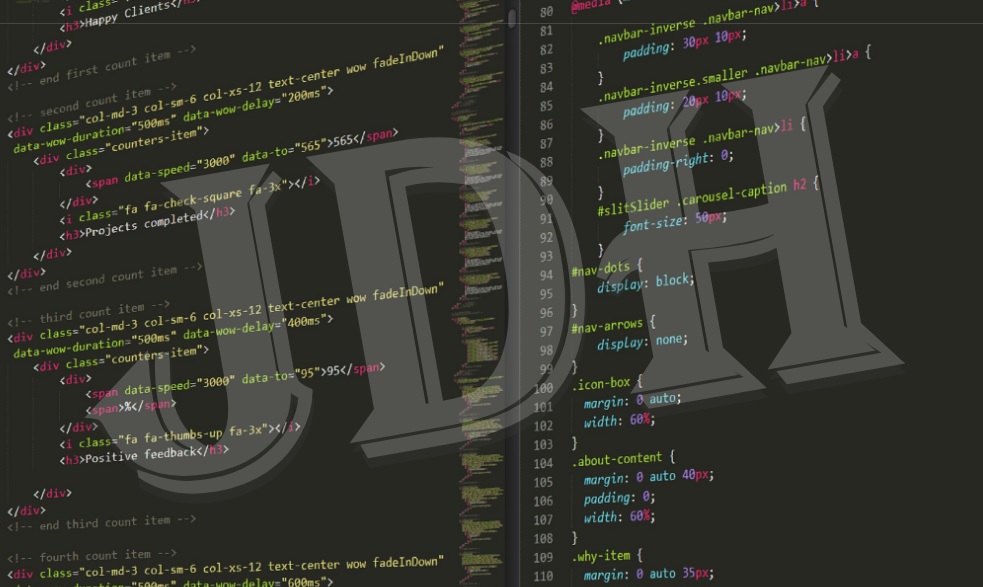 <i class=
<h3>Happy Clients</h3>
</div>
</div>
<!-- end first count item -->
<!-- second count item -->
<div class="col-md-3 col-sm-6 col-xs-12 text-center wow fadeInDown"
data-wow-duration="500ms" data-wow-delay="200ms">
<div class="counters-item">
<div>
<span data-speed="3000" data-to="565">565</span>
</div>
<i class="fa fa-check-square fa-3x"></i>
<h3>Projects completed</h3>
</div>
</div>
<!-- end second count item -->
<!-- third count item -->
<div class="col-md-3 col-sm-6 col-xs-12 text-center wow fadeInDown"
data-wow-duration="500ms" data-wow-delay="400ms">
<div class="counters-item">
<div>
<span data-speed="3000" data-to="95">95</span>
<span>%</span>
</div>
<i class="fa fa-thumbs-up fa-3x"></i>
<h3>Positive feedback</h3>
</div>
</div>
<!-- end third count item -->
<!-- fourth count item -->
<div class="col-md-3 col-sm-6 col-xs-12 text-center wow fadeInDown"
data-wow-duration="500ms" data-wow-delay="600ms">
80 @media
81 .navbar-inverse .navbar-nav>li>a {
82 padding: 30px 10px;
83 }
84 .navbar-inverse.smaller .navbar-nav>li>a {
85 padding: 20px 10px;
86 }
87 .navbar-inverse .navbar-nav>li {
88 padding-right: 0;
89 }
90 #slitSlider .carousel-caption h2 {
91 font-size: 50px;
92 }
93 #nav-dots {
94 display: block;
95 }
96 #nav-arrows {
97 display: none;
98 }
99 .icon-box {
100 margin: 0 auto;
101 width: 60%;
102 }
103 .about-content {
104 margin: 0 auto 40px;
105 padding: 0;
106 width: 60%;
107 }
108 .why-item {
109 margin: 0 auto 35px;
110
JDH